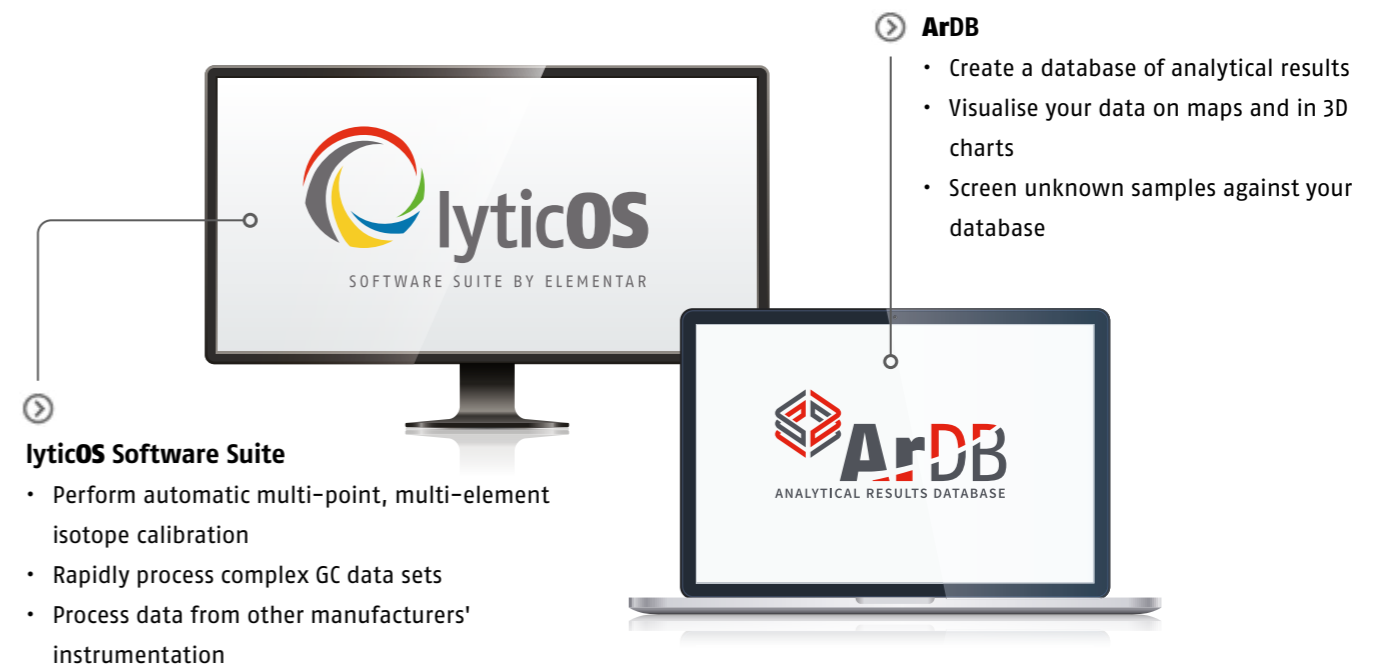 ArDB
• Create a database of analytical results
• Visualise your data on maps and in 3D
charts
• Screen unknown samples against your
database
lyticOS
SOFTWARE SUITE BY ELEMENTAR
ArDB
ANALYTICAL RESULTS DATABASE
lyticOS Software Suite
• Perform automatic multi-point, multi-element
isotope calibration
• Rapidly process complex GC data sets
• Process data from other manufacturers'
instrumentation